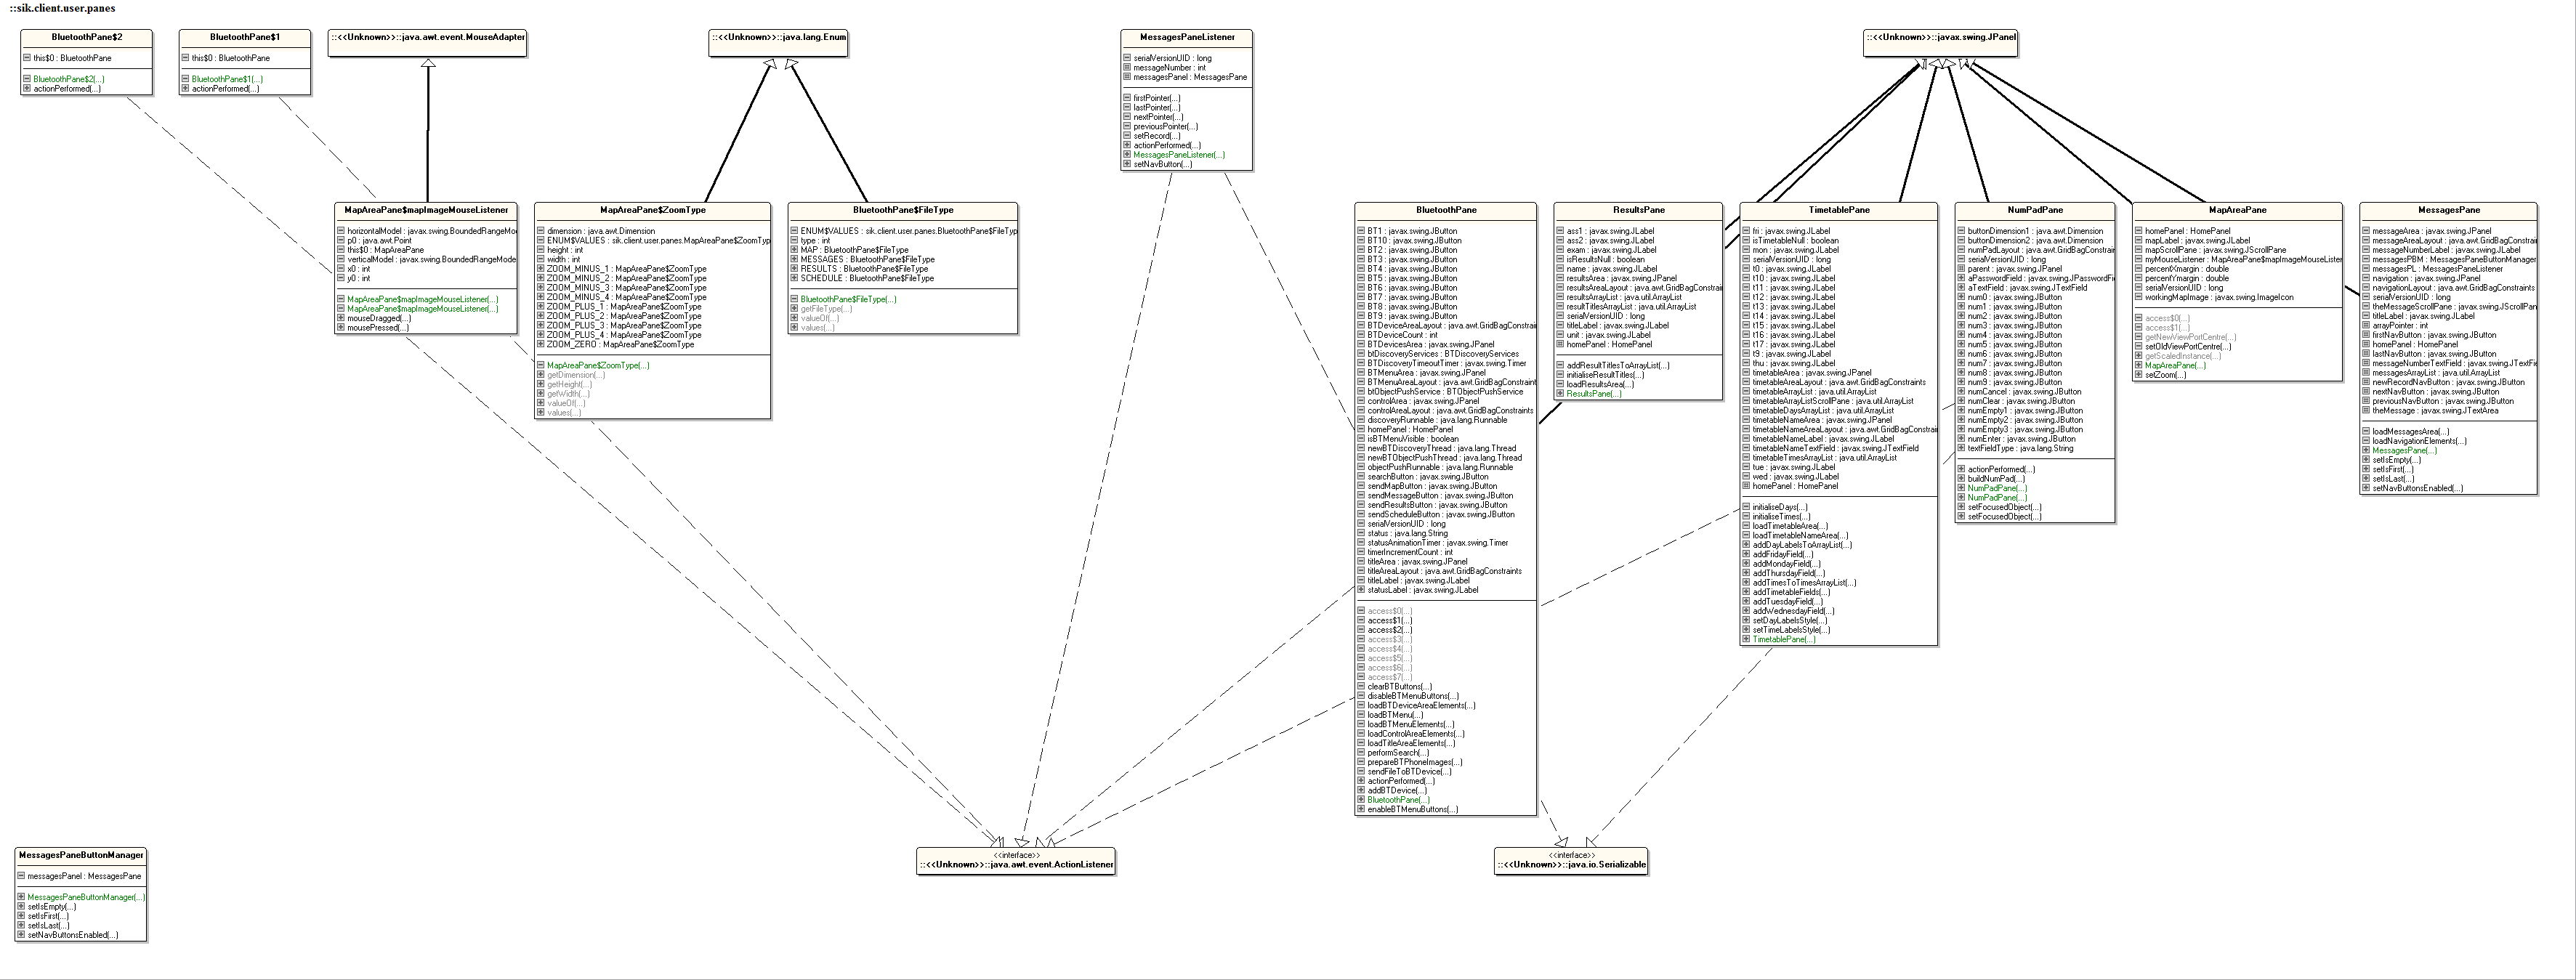 ::sik.client.user.panes
BluetoothPane$2
this$0 : BluetoothPane
BluetoothPane$2(...)
actionPerformed(...)
BluetoothPane$1
this$0 : BluetoothPane
BluetoothPane$1(...)
actionPerformed(...)
::<<Unknown>>::java.awt.event.MouseAdapter
::<<Unknown>>::java.lang.Enum
MessagesPaneListener
serialVersionUID : long
messageNumber : int
messagesPanel : MessagesPane
firstPointer(...)
lastPointer(...)
nextPointer(...)
previousPointer(...)
setRecord(...)
actionPerformed(...)
MessagesPaneListener(...)
setNavButton(...)
::<<Unknown>>::javax.swing.JPanel
MapAreaPane$mapImageMouseListener
horizontalModel : javax.swing.BoundedRangeMo
p0 : java.awt.Point
this$0 : MapAreaPane
verticalModel : javax.swing.BoundedRangeMode
x0 : int
y0 : int
MapAreaPane$mapImageMouseListener(...)
MapAreaPane$mapImageMouseListener(...)
mouseDragged(...)
mousePressed(...)
MapAreaPane$ZoomType
dimension : java.awt.Dimension
ENUM$VALUES : sik.client.user.panes.MapAreaPane$ZoomTyp
height : int
width : int
ZOOM_MINUS_1 : MapAreaPane$ZoomType
ZOOM_MINUS_2 : MapAreaPane$ZoomType
ZOOM_MINUS_3 : MapAreaPane$ZoomType
ZOOM_MINUS_4 : MapAreaPane$ZoomType
ZOOM_PLUS_1 : MapAreaPane$ZoomType
ZOOM_PLUS_2 : MapAreaPane$ZoomType
ZOOM_PLUS_3 : MapAreaPane$ZoomType
ZOOM_PLUS_4 : MapAreaPane$ZoomType
ZOOM_ZERO : MapAreaPane$ZoomType
MapAreaPane$ZoomType(...)
getDimension(...)
getHeight(...)
getWidth(...)
valueOf(...)
values(...)
BluetoothPane$FileType
ENUM$VALUES : sik.client.user.panes.BluetoothPane$FileTyp
type : int
MAP : BluetoothPane$FileType
MESSAGES : BluetoothPane$FileType
RESULTS : BluetoothPane$FileType
SCHEDULE : BluetoothPane$FileType
BluetoothPane$FileType(...)
getFileType(...)
valueOf(...)
values(...)
BluetoothPane
BT1 : javax.swing.JButton
BT10 : javax.swing.JButton
BT3 : javax.swing.JButton
BT4 : javax.swing.JButton
BT2 : javax.swing.JButton
BT5 : javax.swing.JButton
BT6 : javax.swing.JButton
BT7 : javax.swing.JButton
BT8 : javax.swing.JButton
BT9 : javax.swing.JButton
BTDeviceAreaLayout : java.awt.GridBagConstrain
BTDeviceCount : int
BTDevicesArea : javax.swing.JPanel
btDiscoveryServices : BTDiscoveryServices
BTDiscoveryTimeoutTimer : javax.swing.Timer
BTMenuArea : javax.swing.JPanel
BTMenuAreaLayout : java.awt.GridBagConstraint
btObjectPushService : BTObjectPushService
controlArea : javax.swing.JPanel
controlAreaLayout : java.awt.GridBagConstraints
discoveryRunnable : java.lang.Runnable
homePanel : HomePanel
isBTMenuVisible : boolean
newBTDiscoveryThread : java.lang.Thread
newBTObjectPushThread : java.lang.Thread
objectPushRunnable : java.lang.Runnable
searchButton : javax.swing.JButton
sendMapButton : javax.swing.JButton
sendMessageButton : javax.swing.JButton
sendResultsButton : javax.swing.JButton
sendScheduleButton : javax.swing.JButton
serialVersionUID : long
status : java.lang.String
statusAnimationTimer : javax.swing.Timer
timerIncrementCount : int
titleArea : javax.swing.JPanel
titleAreaLayout : java.awt.GridBagConstraints
titleLabel : javax.swing.JLabel
statusLabel : javax.swing.JLabel
access$0(...)
access$1(...)
access$2(...)
access$3(...)
access$4(...)
access$5(...)
access$6(...)
access$7(...)
clearBTButtons(...)
disableBTMenuButtons(...)
loadBTDeviceAreaElements(...)
loadBTMenu(...)
loadBTMenuElements(...)
loadControlAreaElements(...)
loadTitleAreaElements(...)
performSearch(...)
prepareBTPhoneImages(...)
sendFileToBTDevice(...)
actionPerformed(...)
addBTDevice(...)
BluetoothPane(...)
enableBTMenuButtons(...)
ResultsPane
ass1 : javax.swing.JLabel
ass2 : javax.swing.JLabel
exam : javax.swing.JLabel
isResultsNull : boolean
name : javax.swing.JLabel
resultsArea : javax.swing.JPanel
resultsAreaLayout : java.awt.GridBagConstrain
resultsArrayList : java.util.ArrayList
resultTitlesArrayList : java.util.ArrayList
serialVersionUID : long
titleLabel : javax.swing.JLabel
unit : javax.swing.JLabel
homePanel : HomePanel
addResultTitlesToArrayList(...)
initialiseResultTitles(...)
loadResultsArea(...)
ResultsPane(...)
TimetablePane
fri : javax.swing.JLabel
isTimetableNull : boolean
mon : javax.swing.JLabel
serialVersionUID : long
t0 : javax.swing.JLabel
t10 : javax.swing.JLabel
t11 : javax.swing.JLabel
t12 : javax.swing.JLabel
t13 : javax.swing.JLabel
t14 : javax.swing.JLabel
t15 : javax.swing.JLabel
t16 : javax.swing.JLabel
t17 : javax.swing.JLabel
t9 : javax.swing.JLabel
thu : javax.swing.JLabel
timetableArea : javax.swing.JPanel
timetableAreaLayout : java.awt.GridBagConstraints
timetableArrayList : java.util.ArrayList
timetableArrayListScrollPane : java.util.ArrayList
timetableDaysArrayList : java.util.ArrayList
timetableNameArea : javax.swing.JPanel
timetableNameAreaLayout : java.awt.GridBagConstrain
timetableNameLabel : javax.swing.JLabel
timetableNameTextField : javax.swing.JTextField
timetableTimesArrayList : java.util.ArrayList
tue : javax.swing.JLabel
wed : javax.swing.JLabel
homePanel : HomePanel
initialiseDays(...)
initialiseTimes(...)
loadTimetableArea(...)
loadTimetableNameArea(...)
addDayLabelsToArrayList(...)
addFridayField(...)
addMondayField(...)
addThursdayField(...)
addTimesToTimesArrayList(...)
addTimetableFields(...)
addTuesdayField(...)
addWednesdayField(...)
setDayLabelsStyle(...)
setTimeLabelsStyle(...)
TimetablePane(...)
NumPadPane
buttonDimension1 : java.awt.Dimension
buttonDimension2 : java.awt.Dimension
numPadLayout : java.awt.GridBagConstrain
serialVersionUID : long
parent : javax.swing.JPanel
aPasswordField : javax.swing.JPasswordFi
aTextField : javax.swing.JTextField
num0 : javax.swing.JButton
num1 : javax.swing.JButton
num2 : javax.swing.JButton
num3 : javax.swing.JButton
num4 : javax.swing.JButton
num5 : javax.swing.JButton
num6 : javax.swing.JButton
num7 : javax.swing.JButton
num8 : javax.swing.JButton
num9 : javax.swing.JButton
numCancel : javax.swing.JButton
numClear : javax.swing.JButton
numEmpty1 : javax.swing.JButton
numEmpty2 : javax.swing.JButton
numEmpty3 : javax.swing.JButton
numEnter : javax.swing.JButton
textFieldType : java.lang.String
actionPerformed(...)
buildNumPad(...)
NumPadPane(...)
NumPadPane(...)
setFocusedObject(...)
setFocusedObject(...)
MapAreaPane
homePanel : HomePanel
mapLabel : javax.swing.JLabel
mapScrollPane : javax.swing.JScrollPane
myMouseListener : MapAreaPane$mapImageMouseListener
percentXmargin : double
percentYmargin : double
serialVersionUID : long
workingMapImage : javax.swing.ImageIcon
access$0(...)
access$1(...)
getNewViewPortCentre(...)
setOldViewPortCentre(...)
getScaledInstance(...)
MapAreaPane(...)
setZoom(...)
MessagesPane
messageArea : javax.swing.JPanel
messageAreaLayout : java.awt.GridBagConstrai
messageNumberLabel : javax.swing.JLabel
messagesPBM : MessagesPaneButtonManager
messagesPL : MessagesPaneListener
navigation : javax.swing.JPanel
navigationLayout : java.awt.GridBagConstraints
serialVersionUID : long
theMessageScrollPane : javax.swing.JScrollPan
titleLabel : javax.swing.JLabel
arrayPointer : int
firstNavButton : javax.swing.JButton
homePanel : HomePanel
lastNavButton : javax.swing.JButton
messageNumberTextField : javax.swing.JTextFie
messagesArrayList : java.util.ArrayList
newRecordNavButton : javax.swing.JButton
nextNavButton : javax.swing.JButton
previousNavButton : javax.swing.JButton
theMessage : javax.swing.JTextArea
loadMessagesArea(...)
loadNavigationElements(...)
MessagesPane(...)
setIsEmpty(...)
setIsFirst(...)
setIsLast(...)
setNavButtonsEnabled(...)
MessagesPaneButtonManager
messagesPanel : MessagesPane
MessagesPaneButtonManager(...)
setIsEmpty(...)
setIsFirst(...)
setIsLast(...)
setNavButtonsEnabled(...)
<<interface>>
::<<Unknown>>::java.awt.event.ActionListener
<<interface>>
::<<Unknown>>::java.io.Serializable